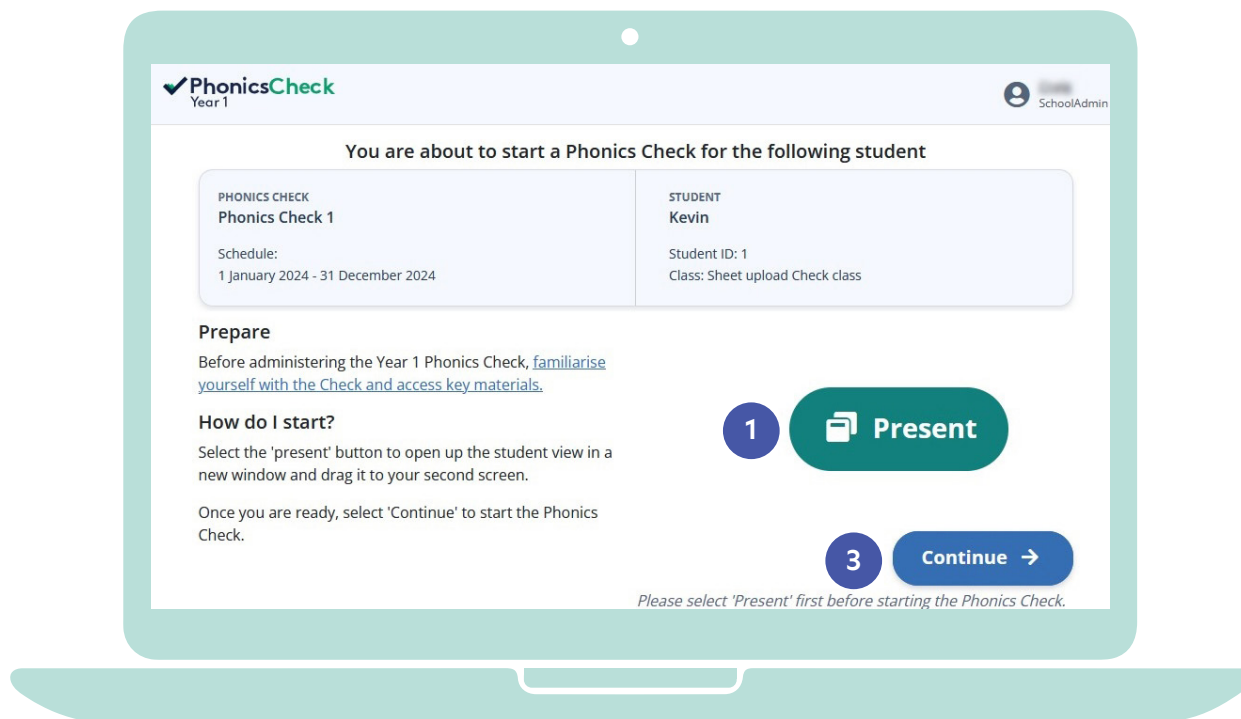 PhonicsCheck
Year 1
SchoolAdmin
You are about to start a Phonics Check for the following student
PHONICS CHECK
Phonics Check 1
Schedule:
1 January 2024 - 31 December 2024
STUDENT
Kevin
Student ID: 1
Class: Sheet upload Check class
Prepare
Before administering the Year 1 Phonics Check, familiarise
yourself with the Check and access key materials.
How do I start?
Select the 'present' button to open up the student view in a
new window and drag it to your second screen.
Once you are ready, select 'Continue' to start the Phonics
Check.
1
Present
3
Continue
Please select 'Present' first before starting the Phonics Check.